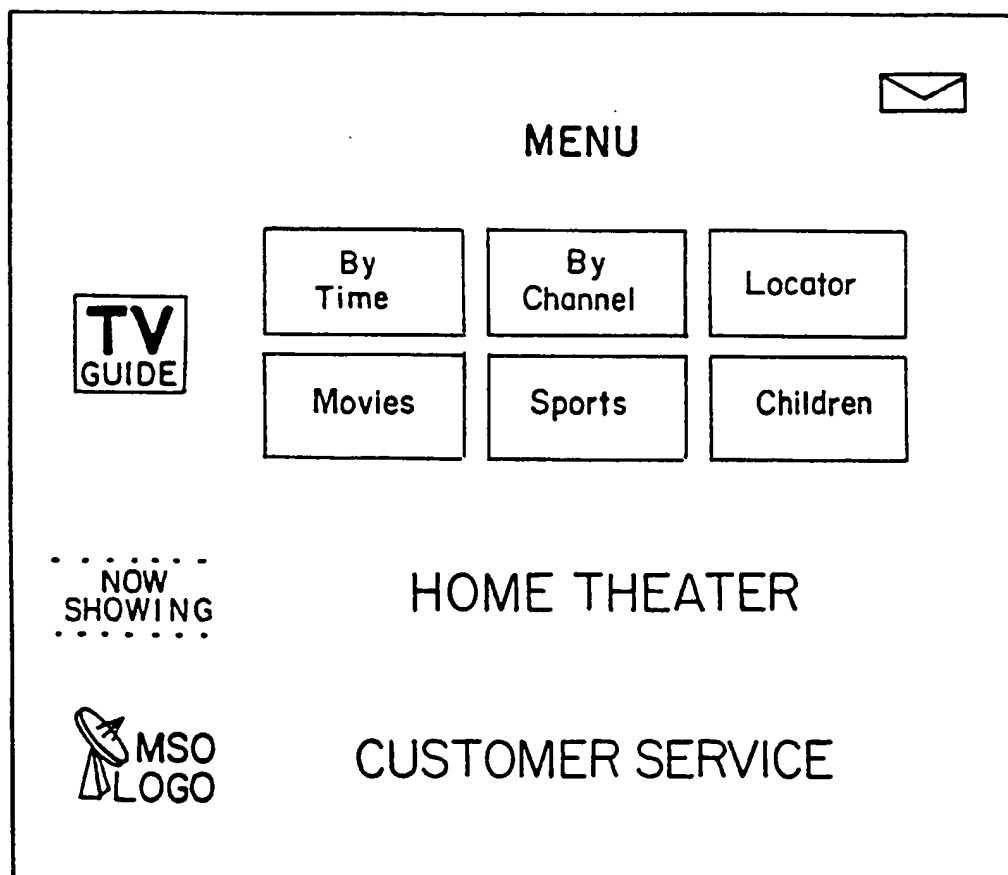 MENU
By Time
By Channel
Locator
TV GUIDE
Movies
Sports
Children
NOW SHOWING
HOME THEATER
MSO LOGO
CUSTOMER SERVICE